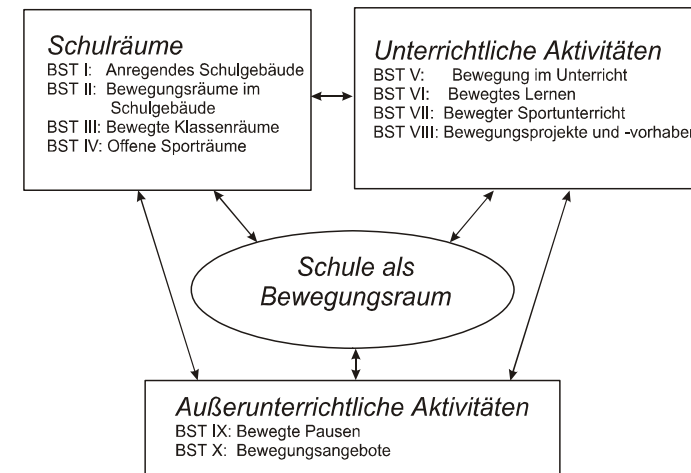 Schulräume
BST I: Anregendes Schulgebäude
BST II: Bewegungsräume im
Schulgebäude
BST III: Bewegte Klassenräume
BST IV: Offene Sporträume
Unterrichtliche Aktivitäten
BST V: Bewegung im Unterricht
BST VI: Bewegtes Lernen
BST VII: Bewegter Sportunterricht
BST VIII: Bewegungsprojekte und -vorhaben
Schule als
Bewegungsraum
Außerunterrichtliche Aktivitäten
BST IX: Bewegte Pausen
BST X: Bewegungsangebote